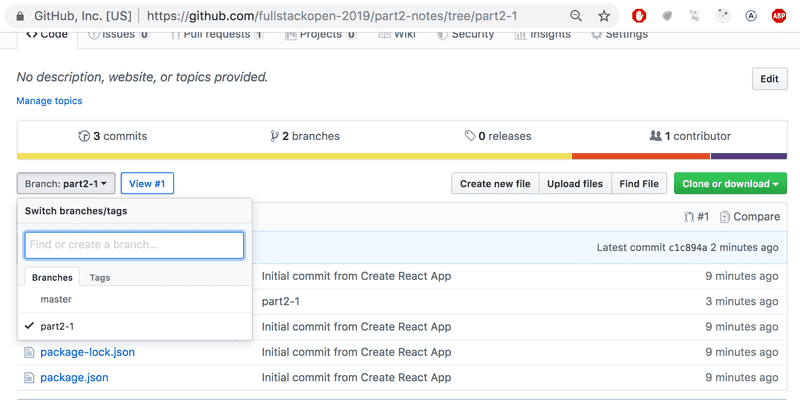 GitHub, Inc. [US] | https://github.com/fullstackopen-2019/part2-notes/tree/part2-1
Code Issues 0 Pull requests 1 Projects 0 Wiki Security Insights Settings
No description, website, or topics provided. Edit
Manage topics
3 commits 2 branches 0 releases 1 contributor
Branch: part2-1 View #1 Create new file Upload files Find File Clone or download
Switch branches/tags #1 Compare
Find or create a branch... Latest commit c1c894a 2 minutes ago
Branches Tags Initial commit from Create React App 9 minutes ago
master part2-1 3 minutes ago
part2-1 Initial commit from Create React App 9 minutes ago
package-lock.json Initial commit from Create React App 9 minutes ago
package.json Initial commit from Create React App 9 minutes ago
ABP